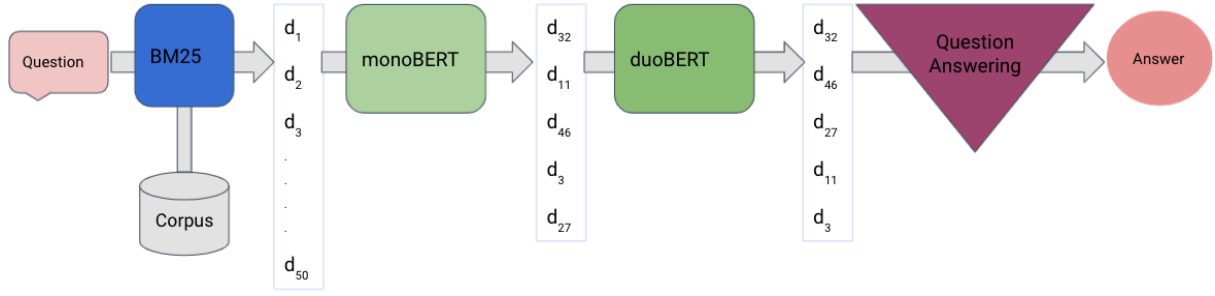 Question
BM25
Corpus
d1
d2
d3
.
.
.
.
d50
monoBERT
d32
d11
d46
d3
d27
duoBERT
d32
d46
d27
d11
d3
Question
Answering
Answer